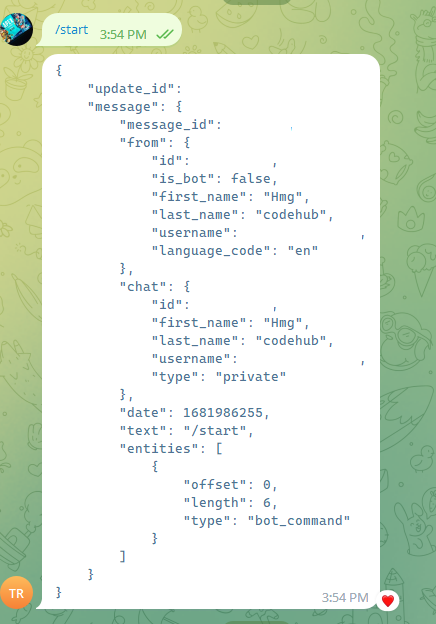 /start 3:54 PM
{
    "update_id":
    "message": {
        "message_id":            ,
        "from": {
            "id":          ,
            "is_bot": false,
            "first_name": "Hmg",
            "last_name": "codehub",
            "username":               ,
            "language_code": "en"
        },
        "chat": {
            "id":          ,
            "first_name": "Hmg",
            "last_name": "codehub",
            "username":               ,
            "type": "private"
        },
        "date": 1681986255,
        "text": "/start",
        "entities": [
            {
                "offset": 0,
                "length": 6,
                "type": "bot_command"
            }
        ]
    }
}
TR 3:54 PM